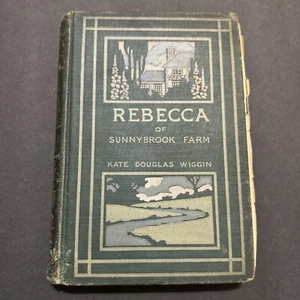 REBECCA
OF
SUNNYBROOK FARM
KATE DOUGLAS WIGGIN